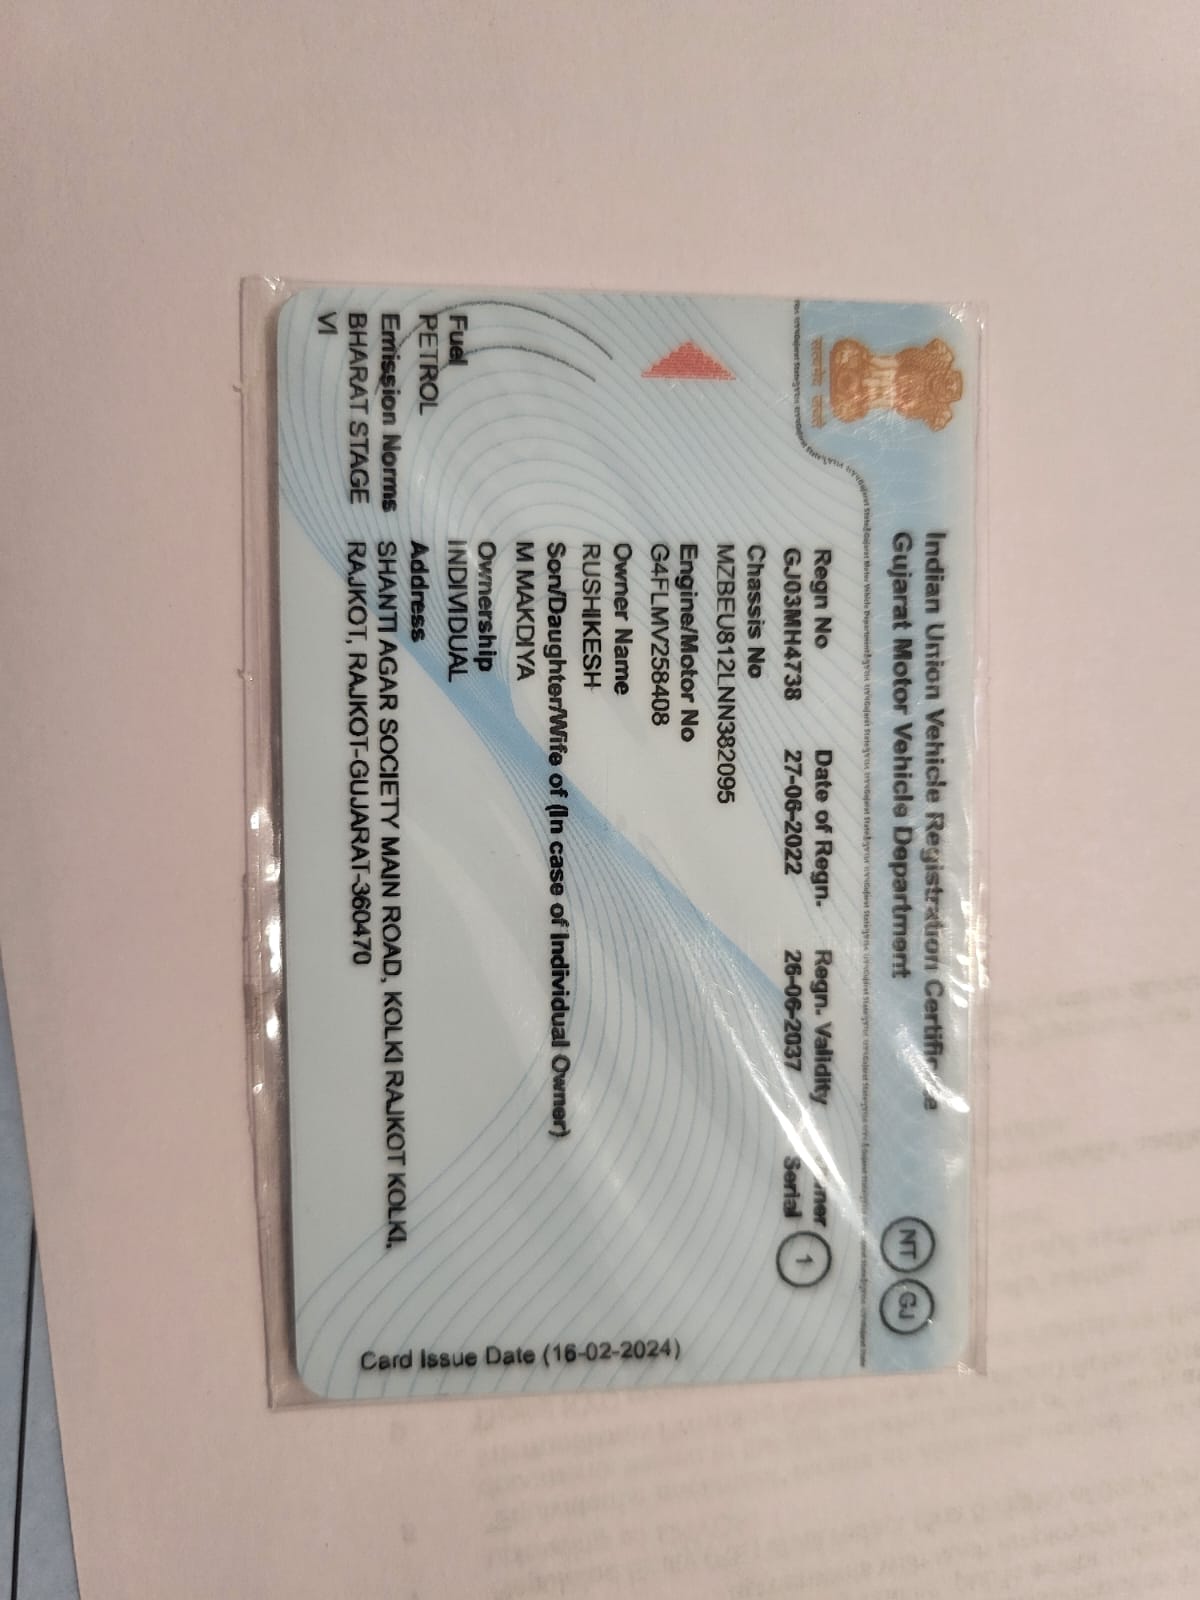 Indian Union Vehicle Registration Certificate
Gujarat Motor Vehicle Department
NT GJ
सत्यमेव जयते
Regn No Date of Regn. Regn. Validity
GJ03MH4738 27-06-2022 26-06-2037 Serial 1
Chassis No
MZBEU812LNN382095
Engine/Motor No
G4FLMV258408
Owner Name
RUSHIKESH
Son/Daughter/Wife of (In case of Individual Owner)
M MAKDIYA
Ownership
INDIVIDUAL
Fuel
PETROL
Emission Norms
BHARAT STAGE
VI
Address
SHANTI AGAR SOCIETY MAIN ROAD, KOLKI RAJKOT KOLKI,
RAJKOT, RAJKOT-GUJARAT-360470
Card Issue Date (16-02-2024)